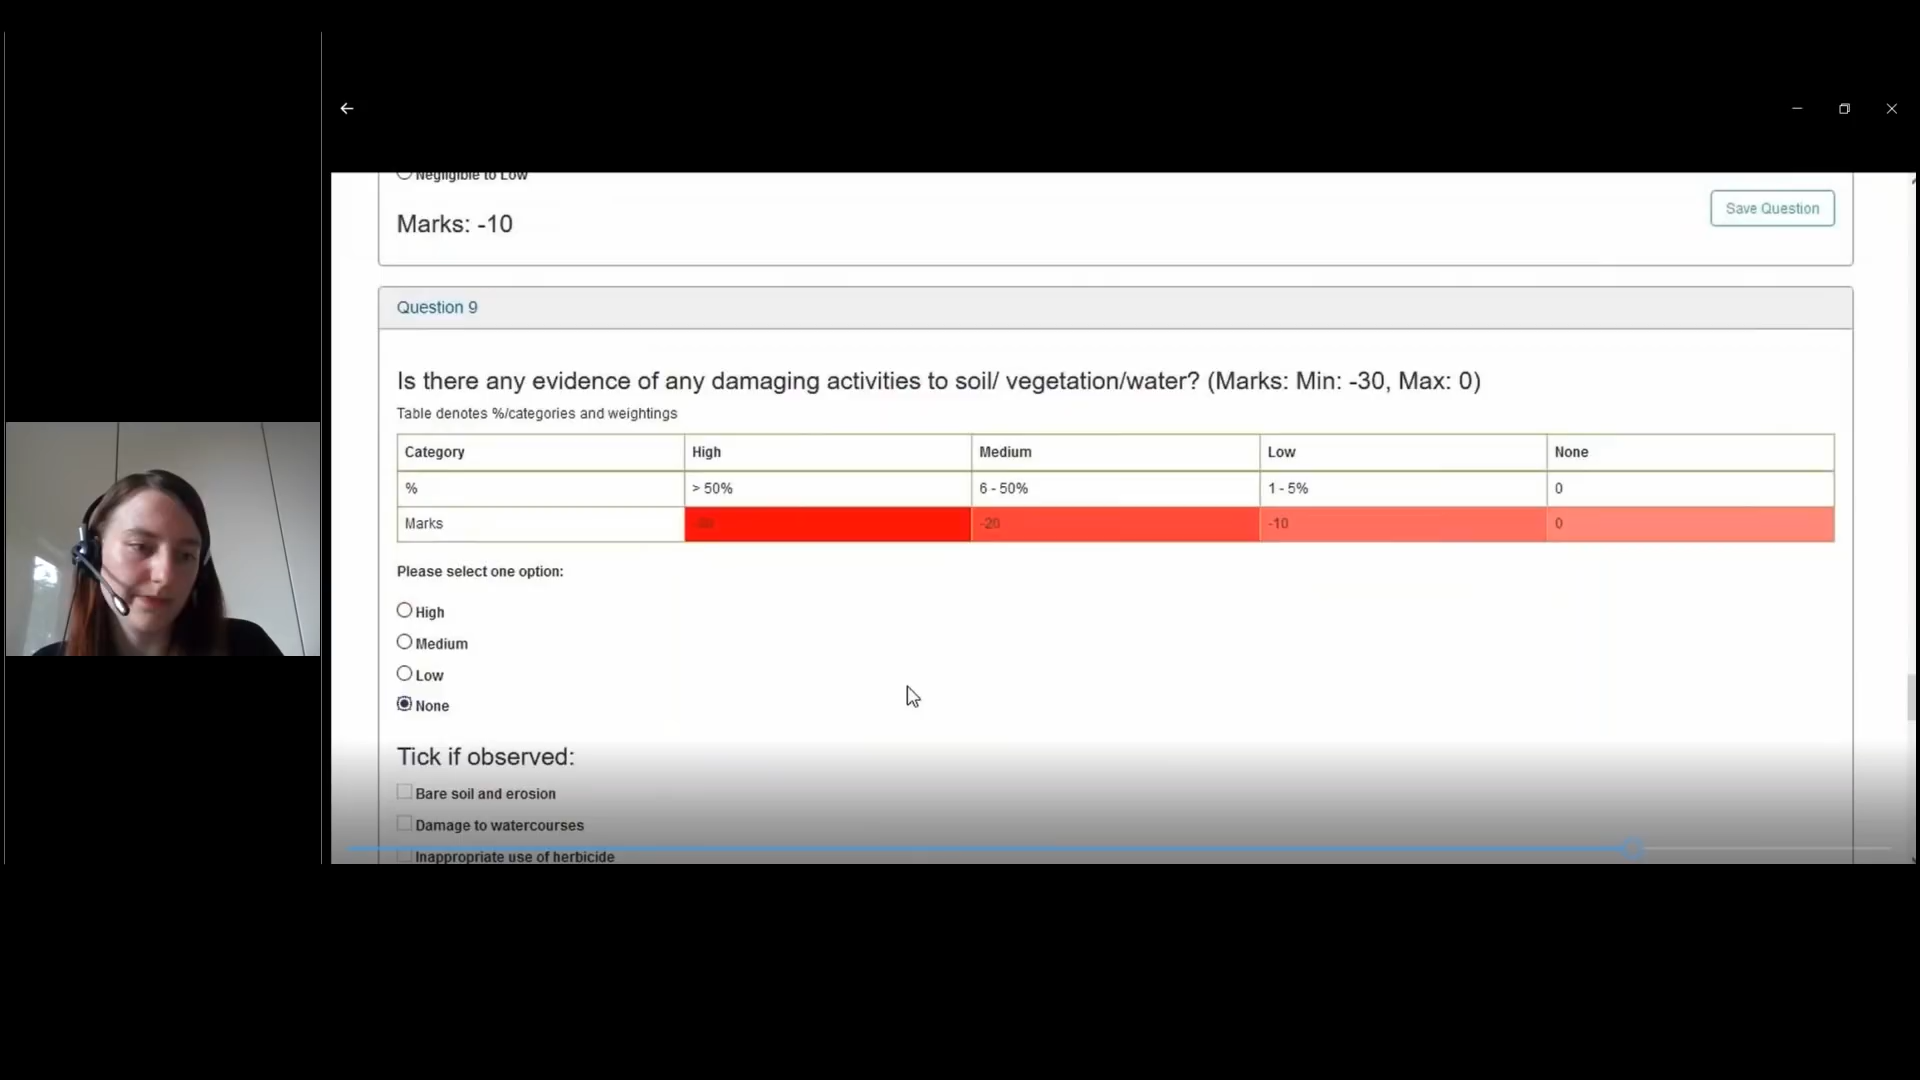 Negligible to Low
Marks: -10
Save Question
Question 9
Is there any evidence of any damaging activities to soil/ vegetation/water? (Marks: Min: -30, Max: 0)
Table denotes %/categories and weightings
Category High Medium Low None
% > 50% 6 - 50% 1 - 5% 0
Marks -20 -10 0
Please select one option:
High
Medium
Low
None
Tick if observed:
Bare soil and erosion
Damage to watercourses
Inappropriate use of herbicide